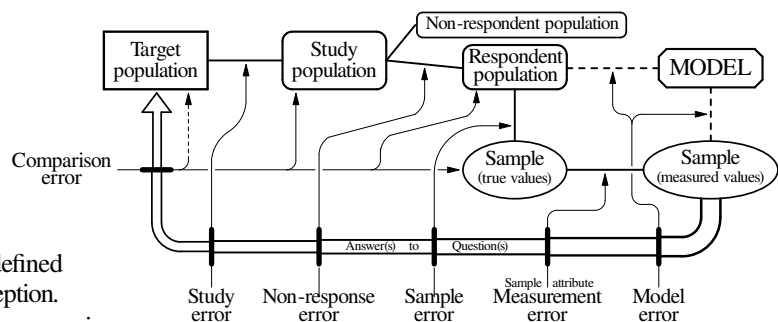 Non-respondent population
Target
population
Study
population
Respondent
population
MODEL
Comparison
error
Sample
(true values)
Sample
(measured values)
Answer(s) to Question(s)
efined
eption.
Study
error
Non-response
error
Sample
error
Sample attribute
Measurement
error
Model
error